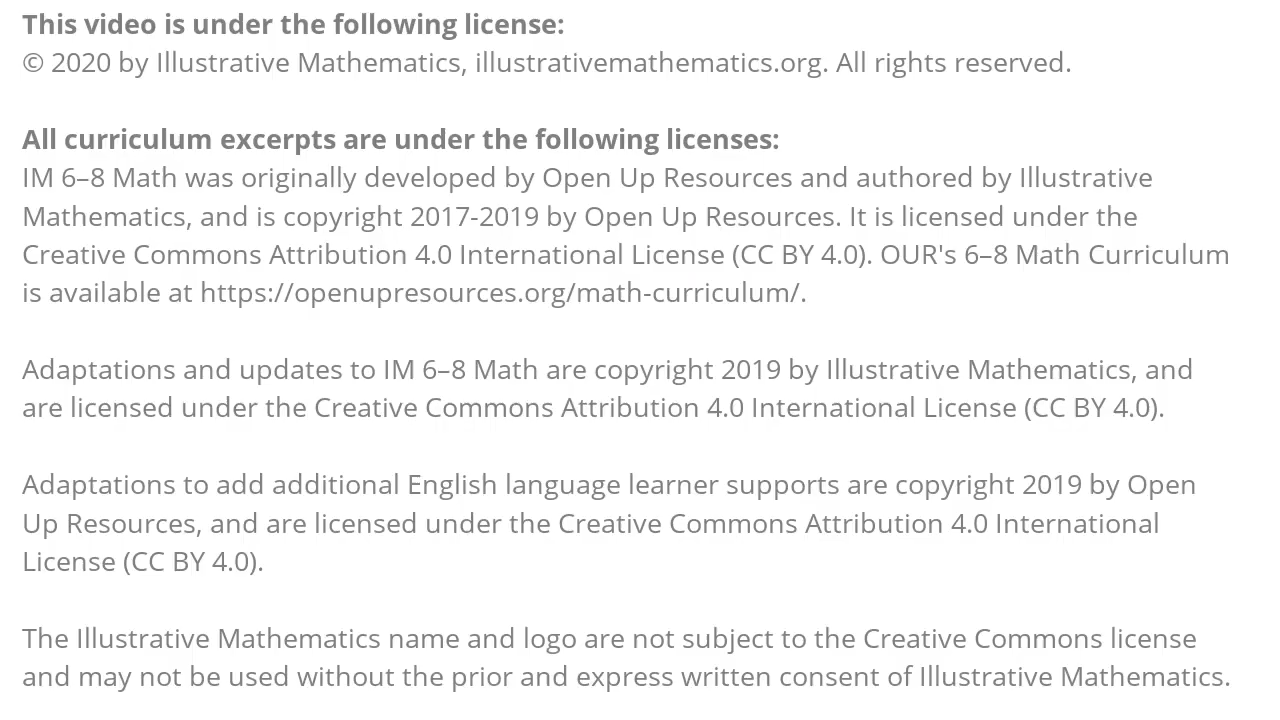 This video is under the following license:
© 2020 by Illustrative Mathematics, illustrativemathematics.org. All rights reserved.
All curriculum excerpts are under the following licenses:
IM 6–8 Math was originally developed by Open Up Resources and authored by Illustrative
Mathematics, and is copyright 2017-2019 by Open Up Resources. It is licensed under the
Creative Commons Attribution 4.0 International License (CC BY 4.0). OUR's 6–8 Math Curriculum
is available at https://openupresources.org/math-curriculum/.
Adaptations and updates to IM 6–8 Math are copyright 2019 by Illustrative Mathematics, and
are licensed under the Creative Commons Attribution 4.0 International License (CC BY 4.0).
Adaptations to add additional English language learner supports are copyright 2019 by Open
Up Resources, and are licensed under the Creative Commons Attribution 4.0 International
License (CC BY 4.0).
The Illustrative Mathematics name and logo are not subject to the Creative Commons license
and may not be used without the prior and express written consent of Illustrative Mathematics.